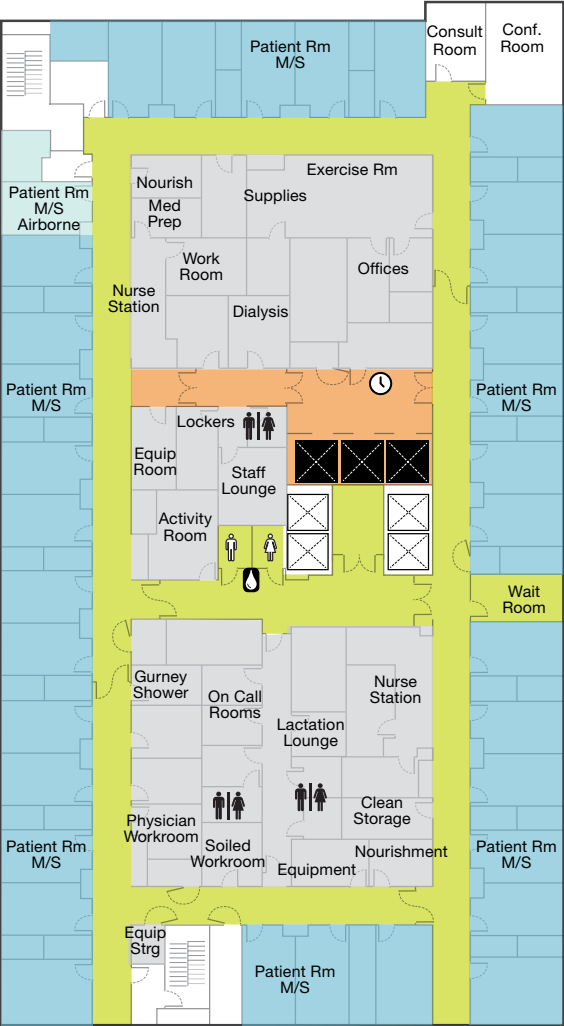 Consult
Room
Conf.
Room
Patient Rm
M/S
Exercise Rm
Nourish
Supplies
Patient Rm
M/S
Airborne
Med
Prep
Work
Room
Offices
Nurse
Station
Dialysis
Patient Rm
M/S
Patient Rm
M/S
Lockers
Equip
Room
Staff
Lounge
Activity
Room
Wait
Room
Gurney
Shower
On Call
Rooms
Nurse
Station
Lactation
Lounge
Clean
Storage
Physician
Workroom
Soiled
Workroom
Nourishment
Equipment
Patient Rm
M/S
Patient Rm
M/S
Equip
Strg
Patient Rm
M/S